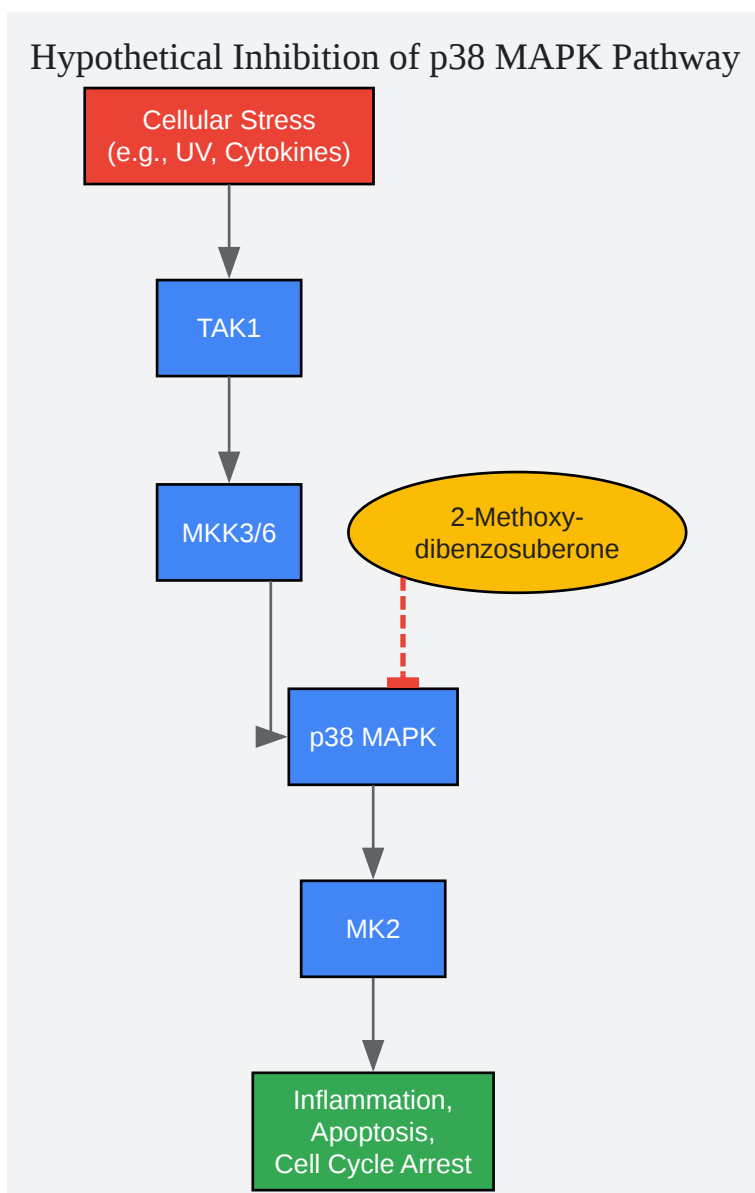 Hypothetical Inhibition of p38 MAPK Pathway
Cellular Stress
(e.g., UV, Cytokines)
TAK1
MKK3/6
2-Methoxy-
dibenzosuberone
p38 MAPK
MK2
Inflammation,
Apoptosis,
Cell Cycle Arrest